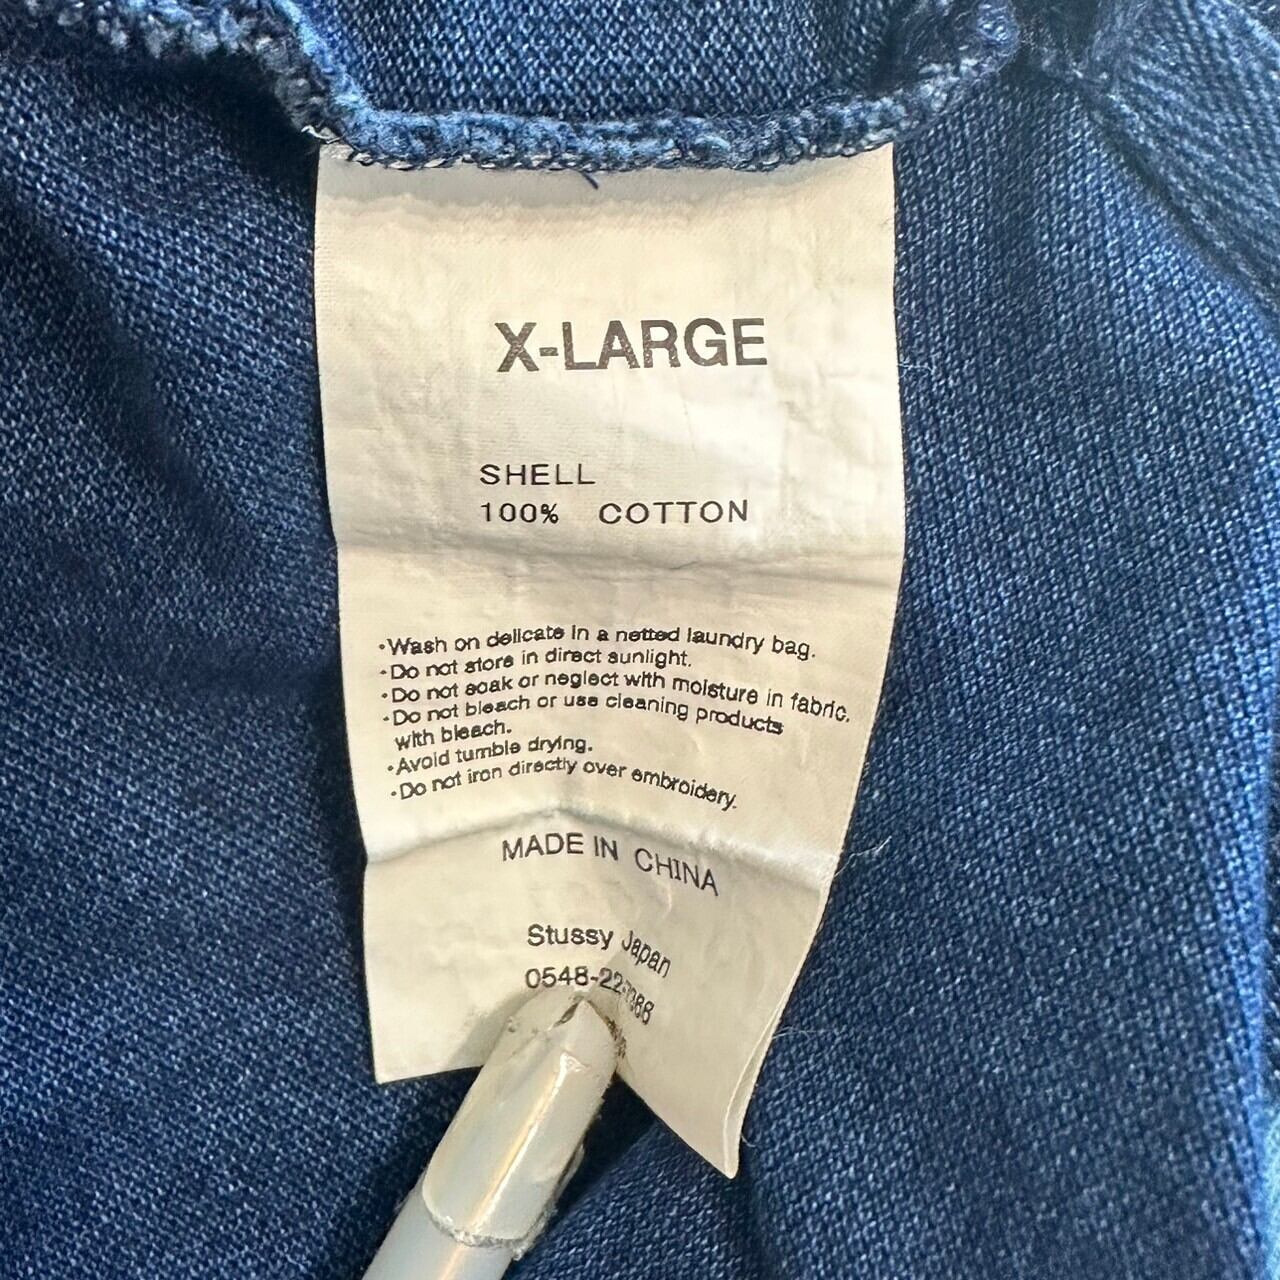 X-LARGE
SHELL
100% COTTON
·Wash on delicate in a netted laundry bag.
·Do not store in direct sunlight.
·Do not soak or neglect with moisture in fabric.
·Do not bleach or use cleaning products
with bleach.
·Avoid tumble drying.
·Do not iron directly over embroidery.
MADE IN CHINA
Stussy Japan
0548-22-